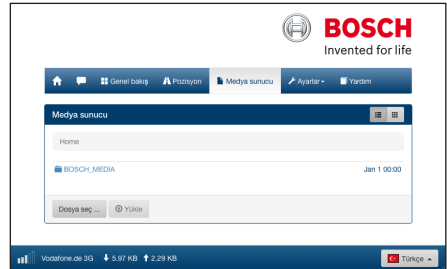 BOSCH
Invented for life
Genel bakış Pozisyon Medya sunucu Ayarlar Yardım
Medya sunucu
Home
BOSCH_MEDIA Jan 1 00:00
Dosya seç ... Yükle
Vodafone.de 3G 5.97 KB 2.29 KB Türkçe